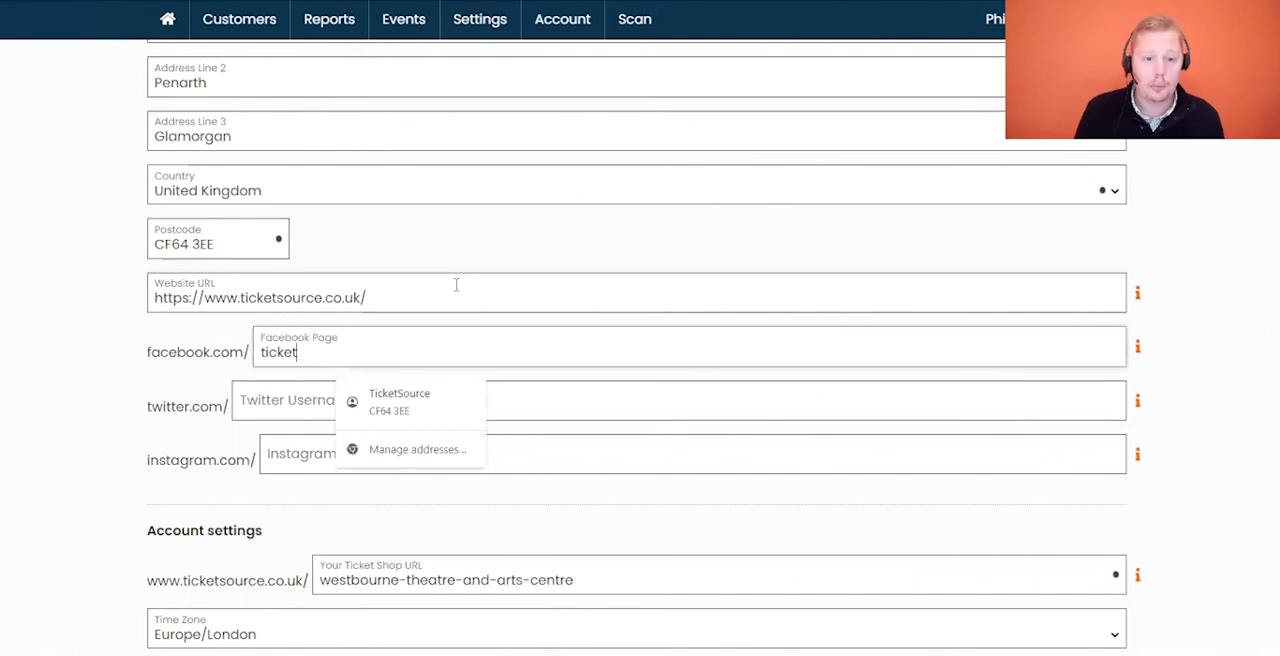 Customers Reports Events Settings Account Scan
Address Line 2
Penarth
Address Line 3
Glamorgan
Country
United Kingdom
Postcode
CF64 3EE
Website URL
https://www.ticketsource.co.uk/
facebook.com/ Facebook Page
ticket
twitter.com/ Twitter Userna
TicketSource
CF64 3EE
Manage addresses...
instagram.com/ Instagram
Account settings
www.ticketsource.co.uk/ Your Ticket Shop URL
westbourne-theatre-and-arts-centre
Time Zone
Europe/London